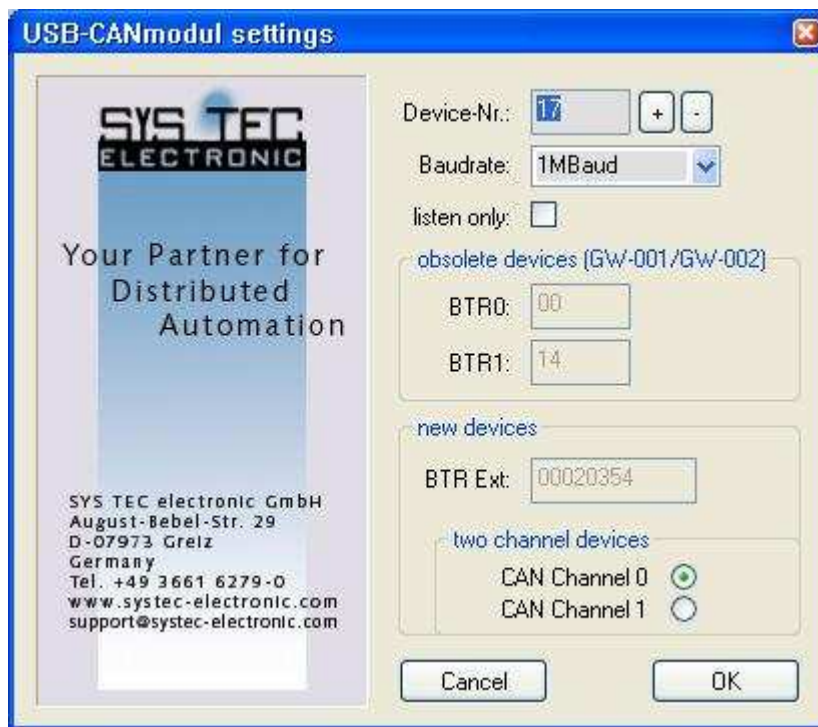 USB-CANmodul settings
SYS TEC
ELECTRONIC
Your Partner for
Distributed
Automation
SYS TEC electronic GmbH
August-Bebel-Str. 29
D-07973 Greiz
Germany
Tel. +49 3661 6279-0
www.systec-electronic.com
support@systec-electronic.com
Device-Nr.: 17 + -
Baudrate: 1MBaud
listen only:
obsolete devices (GW-001/GW-002)
BTR0: 00
BTR1: 14
new devices
BTR Ext: 00020354
two channel devices
CAN Channel 0
CAN Channel 1
Cancel OK